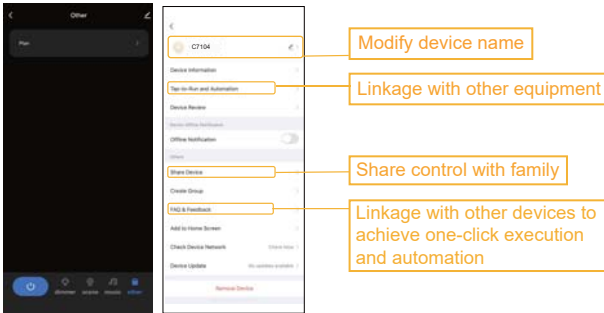 Other
Plan
C7104
Device Information
Tap-to-Run and Automation
Device Review
Device Offline Notification
Offline Notification
Others
Share Device
Create Group
FAQ & Feedback
Add to Home Screen
Check Device Network Check Now
Device Update No updates available
Remove Device
dimmer scene music other
Modify device name
Linkage with other equipment
Share control with family
Linkage with other devices to
achieve one-click execution
and automation